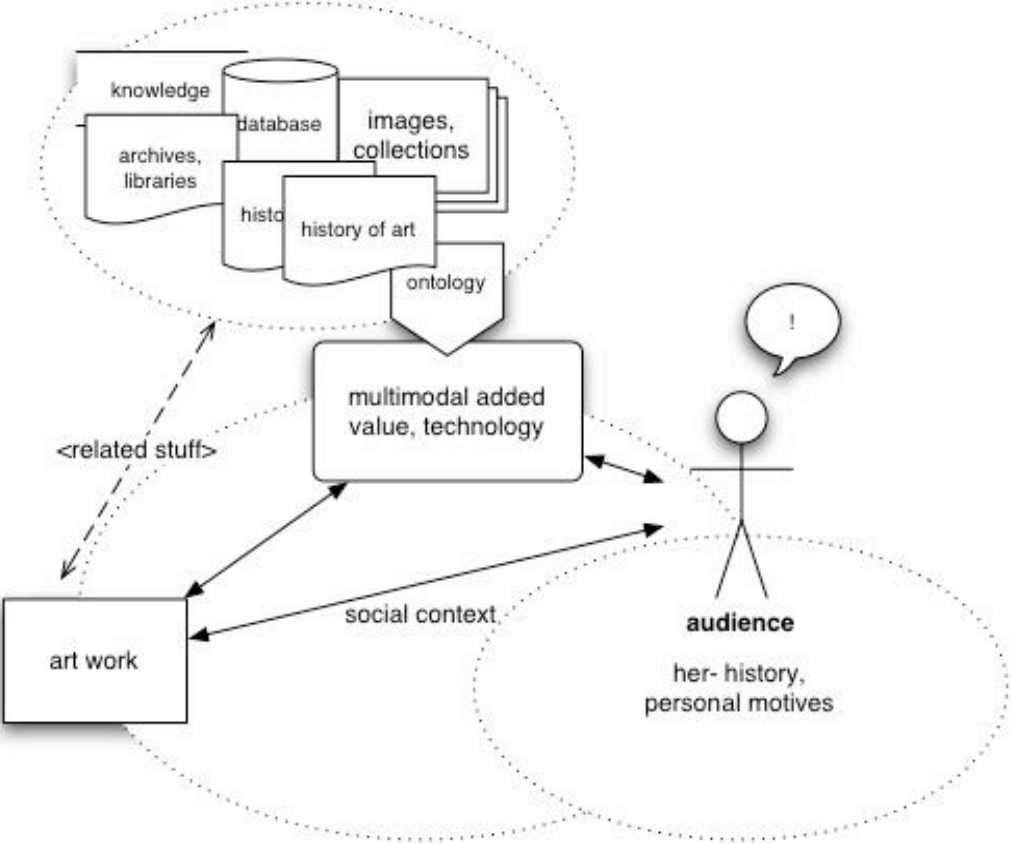 knowledge
database
images,
collections
archives,
libraries
histo
history of art
ontology
!
multimodal added
value, technology
<related stuff>
social context
art work
audience
her- history,
personal motives